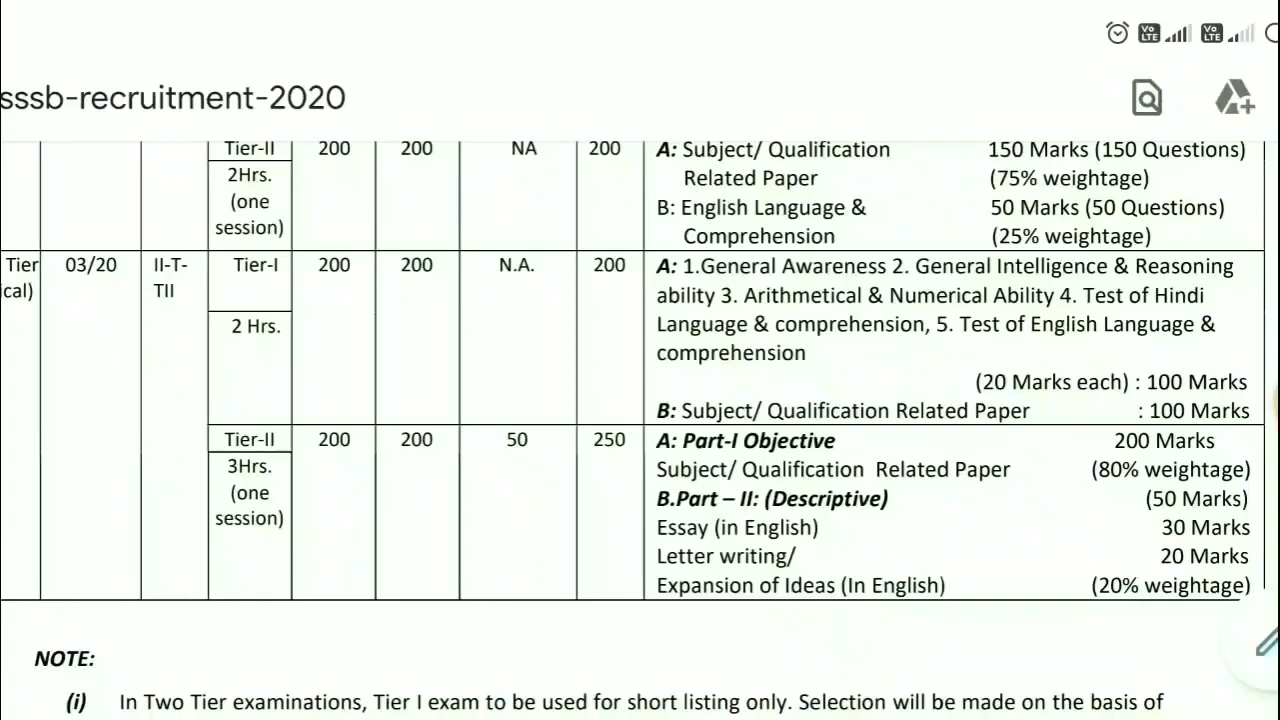 Vo LTE Vo LTE
sssb-recruitment-2020
Tier-II 200 200 NA 200 A: Subject/ Qualification 150 Marks (150 Questions)
2Hrs. Related Paper (75% weightage)
(one B: English Language & 50 Marks (50 Questions)
session) Comprehension (25% weightage)
Tier 03/20 II-T- Tier-I 200 200 N.A. 200 A: 1.General Awareness 2. General Intelligence & Reasoning
ical) TII ability 3. Arithmetical & Numerical Ability 4. Test of Hindi
2 Hrs. Language & comprehension, 5. Test of English Language &
comprehension
(20 Marks each) : 100 Marks
B: Subject/ Qualification Related Paper : 100 Marks
Tier-II 200 200 50 250 A: Part-I Objective 200 Marks
3Hrs. Subject/ Qualification Related Paper (80% weightage)
(one B.Part – II: (Descriptive) (50 Marks)
session) Essay (in English) 30 Marks
Letter writing/ 20 Marks
Expansion of Ideas (In English) (20% weightage)
NOTE:
(i) In Two Tier examinations, Tier I exam to be used for short listing only. Selection will be made on the basis of